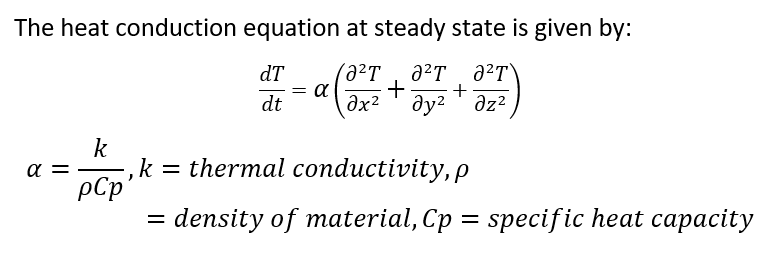 The heat conduction equation at steady state is given by:
dT/dt = α(∂²T/∂x² + ∂²T/∂y² + ∂²T/∂z²)
α = k/ρCp, k = thermal conductivity, ρ
= density of material, Cp = specific heat capacity